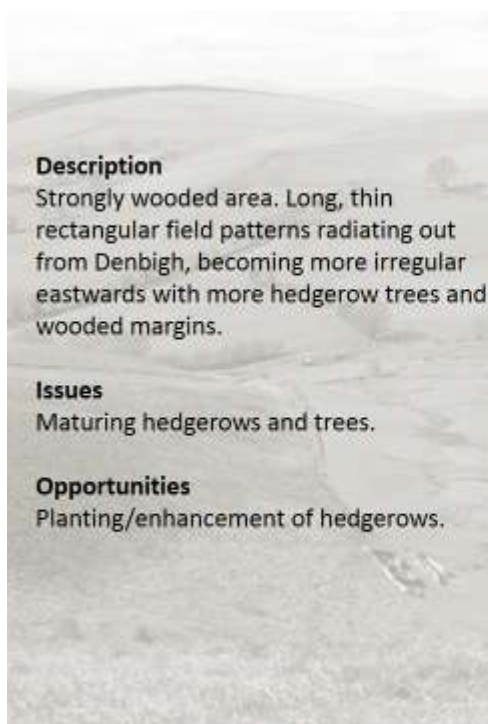 Description
Strongly wooded area. Long, thin
rectangular field patterns radiating out
from Denbigh, becoming more irregular
eastwards with more hedgerow trees and
wooded margins.
Issues
Maturing hedgerows and trees.
Opportunities
Planting/enhancement of hedgerows.